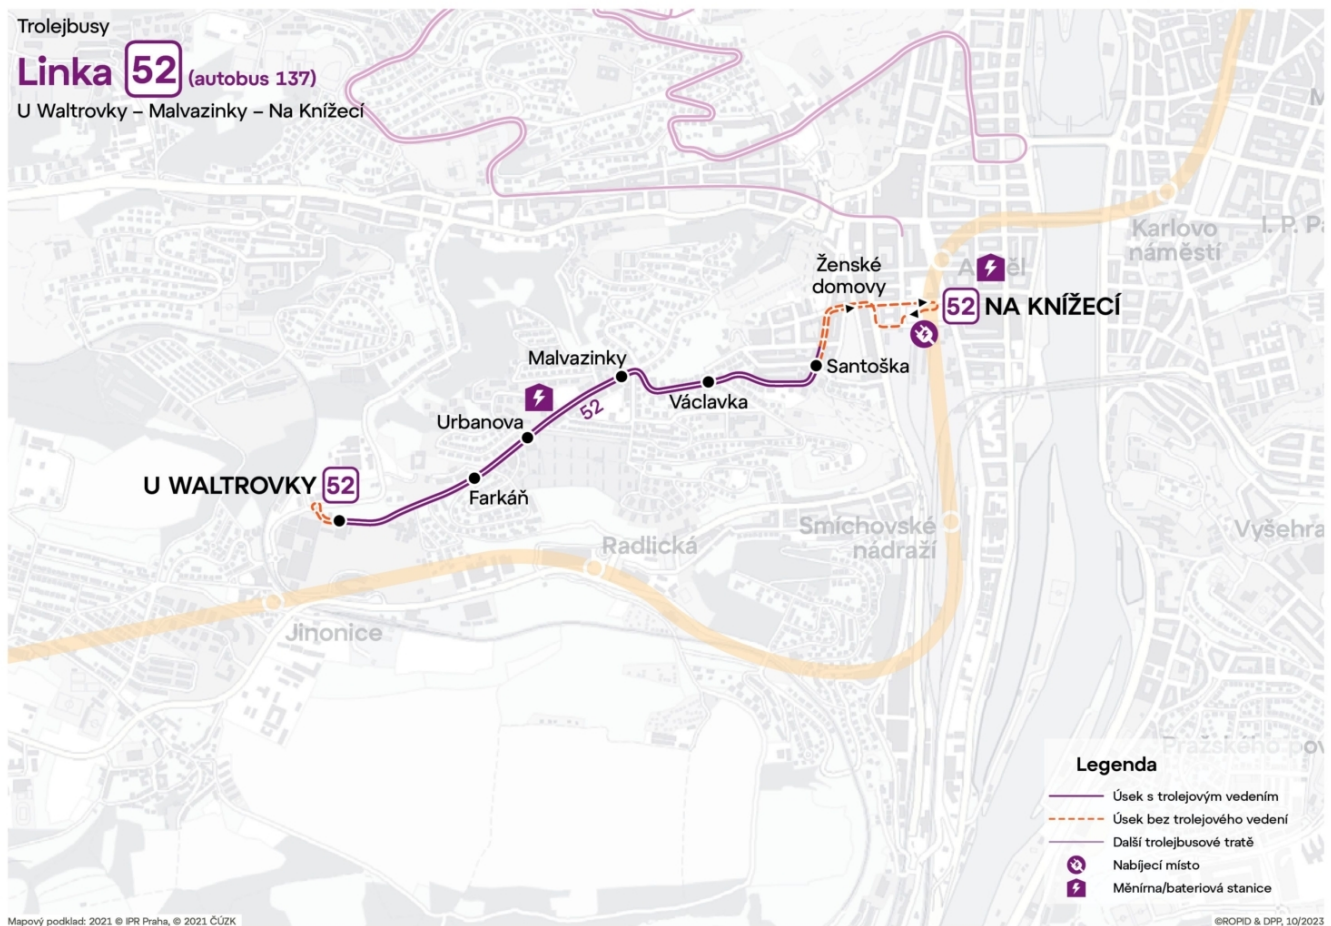 Trolejbusy
Linka 52 (autobus 137)
U Waltrovky – Malvazinky – Na Knížecí
Karlovo
náměstí
I. P. P
Ženské
domovy
52 NA KNÍŽECÍ
Malvazinky
Santoška
Václavka
52
Urbanova
U WALTROVKY 52
Farkáň
Smíchovské
nádraží
Vyšehra
Radlická
Jinonice
Pražského pov
Legenda
Úsek s trolejovým vedením
Úsek bez trolejového vedení
Další trolejbusové tratě
Nabíjecí místo
Měnírna/bateriová stanice
Mapový podklad: 2021 © IPR Praha, © 2021 ČÚZK
©ROPID & DPP, 10/2023